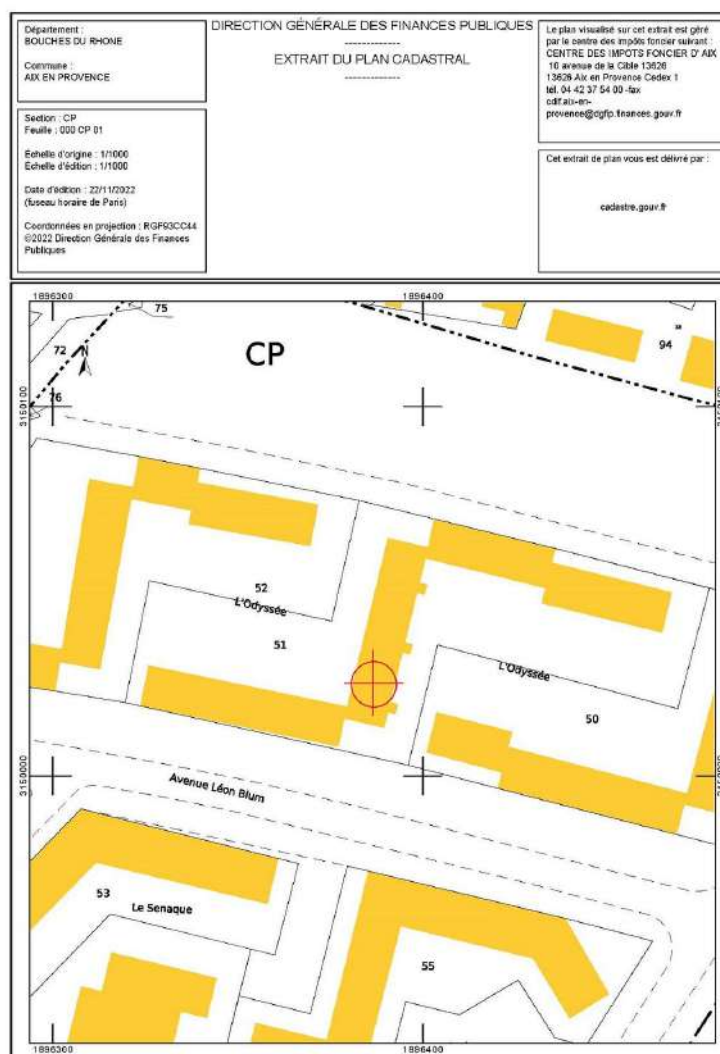 Département :
BOUCHES DU RHONE
Commune :
AIX EN PROVENCE
Section : CP
Feuille : 000 CP 01
Échelle d'origine : 1/1000
Échelle d'édition : 1/1000
Date d'édition : 22/11/2022
(fuseau horaire de Paris)
Coordonnées en projection : RGF93CC44
©2022 Direction Générale des Finances
Publiques
DIRECTION GÉNÉRALE DES FINANCES PUBLIQUES
-------------
EXTRAIT DU PLAN CADASTRAL
-------------
Le plan visualisé sur cet extrait est géré
par le centre des impôts foncier suivant :
CENTRE DES IMPOTS FONCIER D' AIX
10 avenue de la Cible 13626
13626 Aix en Provence Cedex 1
tél. 04 42 37 54 00 -fax
cdif.aix-en-
provence@dgfip.finances.gouv.fr
Cet extrait de plan vous est délivré par :
cadastre.gouv.fr
1896300
1896400
75
72
N
76
CP
94
3150100
3150100
52
L'Odyssée
51
L'Odyssée
50
3150000
3150000
Avenue Léon Blum
53
Le Senaque
55
1896300
1896400